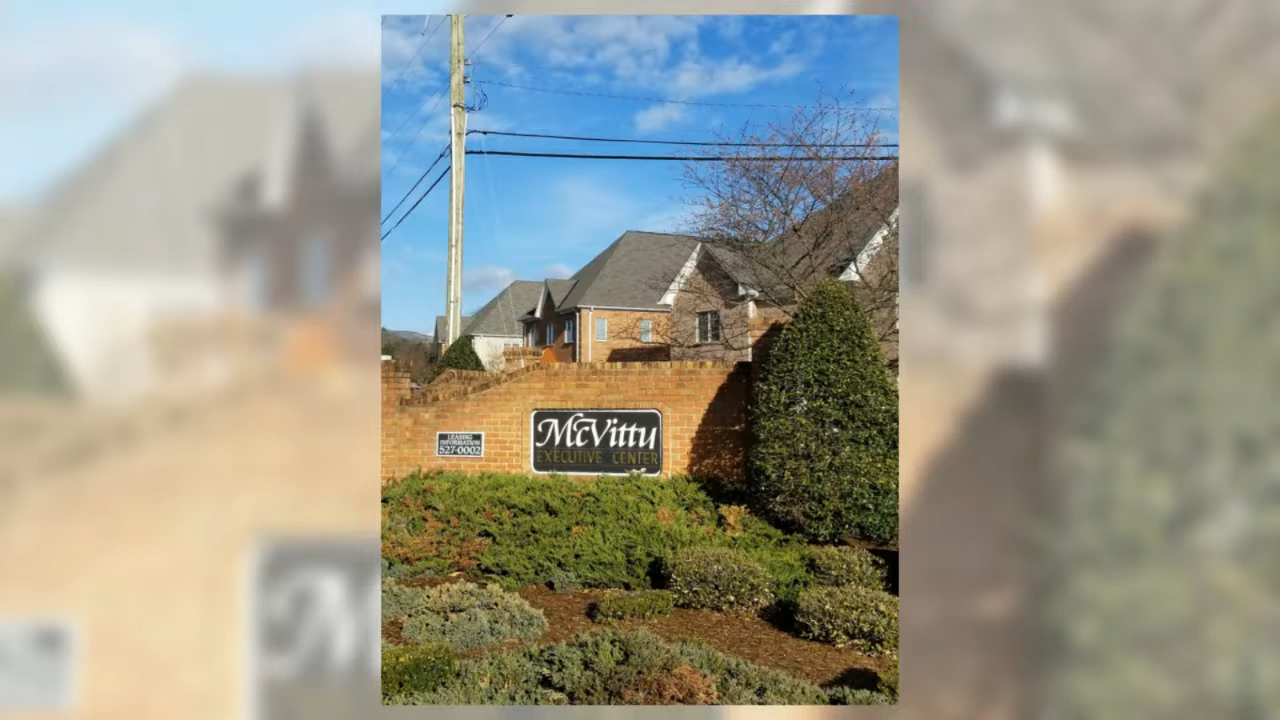 LEASING
INFORMATION
527-0002
McVitty
EXECUTIVE CENTER